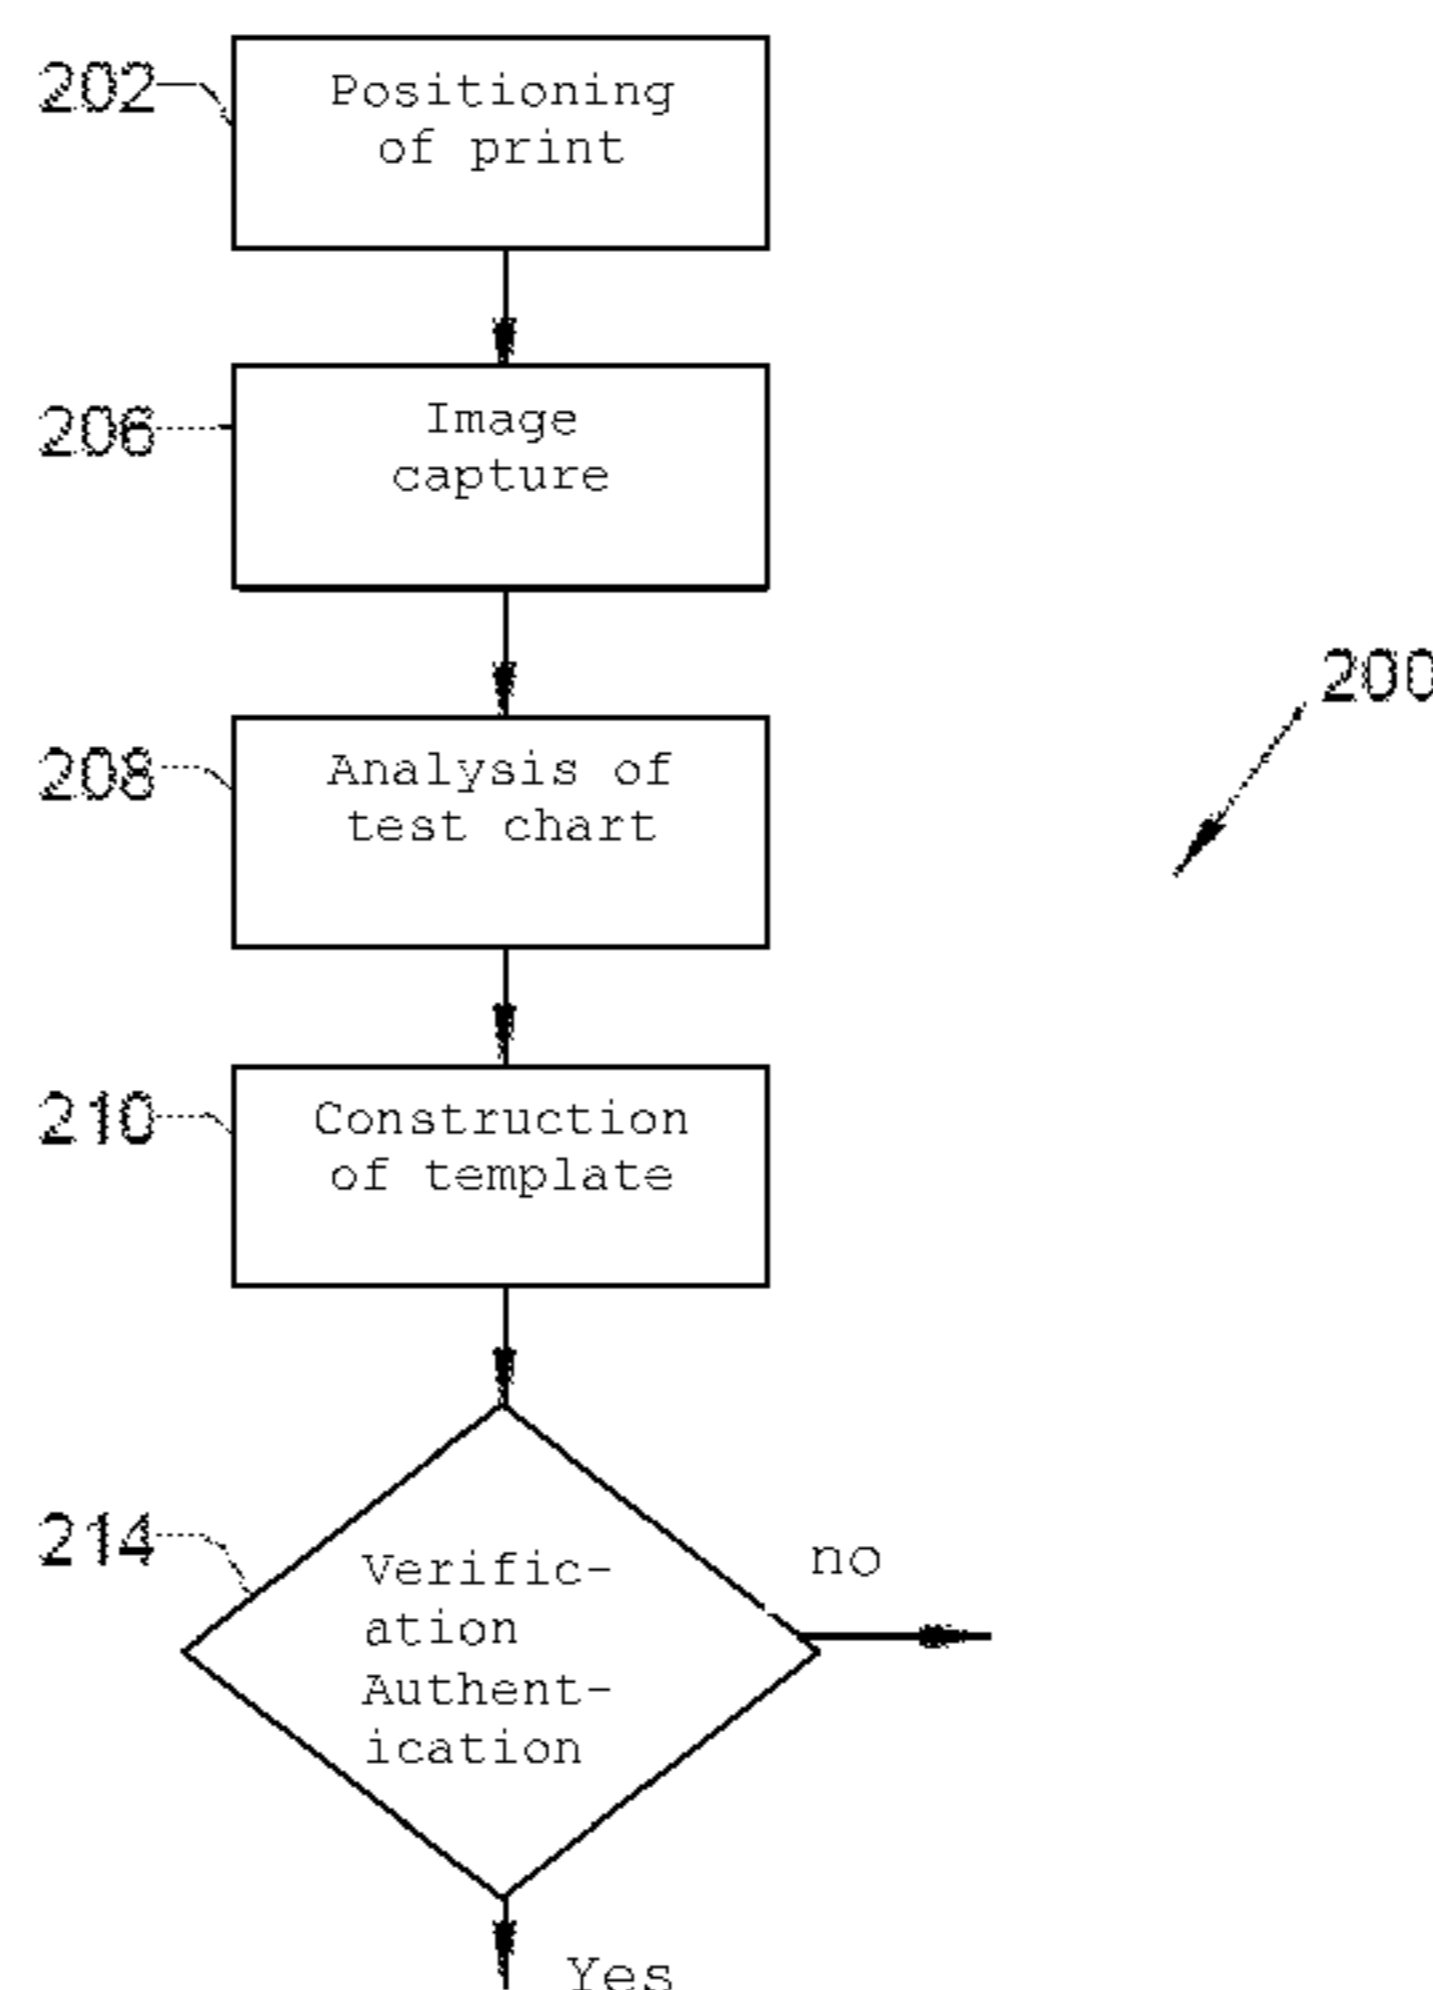 202
Positioning
of print
206
Image
capture
200
208
Analysis of
test chart
210
Construction
of template
214
Verific-
ation
Authent-
ication
no
Yes